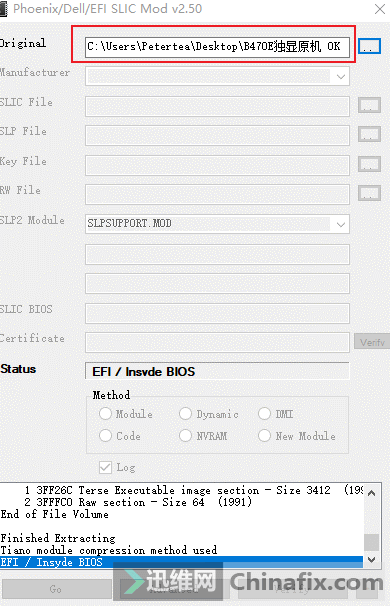 Phoenix/Dell/EFI SLIC Mod v2.50
Original
C:\Users\Petertea\Desktop\B470E独显原机 OK
..
Manufacturer
SLIC File
SLP File
Key File
RW File
SLP2 Module
SLPSUPPORT.MOD
SLIC BIOS
Certificate
Verify
Status
EFI / Insyde BIOS
Method
Module
Dynamic
DMI
Code
NVRAM
New Module
Log
1 3FF26C Terse Executable image section - Size 3412 (199
2 3FFFC0 Raw section - Size 64 (1991)
End of File Volume
Finished Extracting
Tiano module compression method used
EFI / Insyde BIOS
Go
迅维网 Chinafix.com